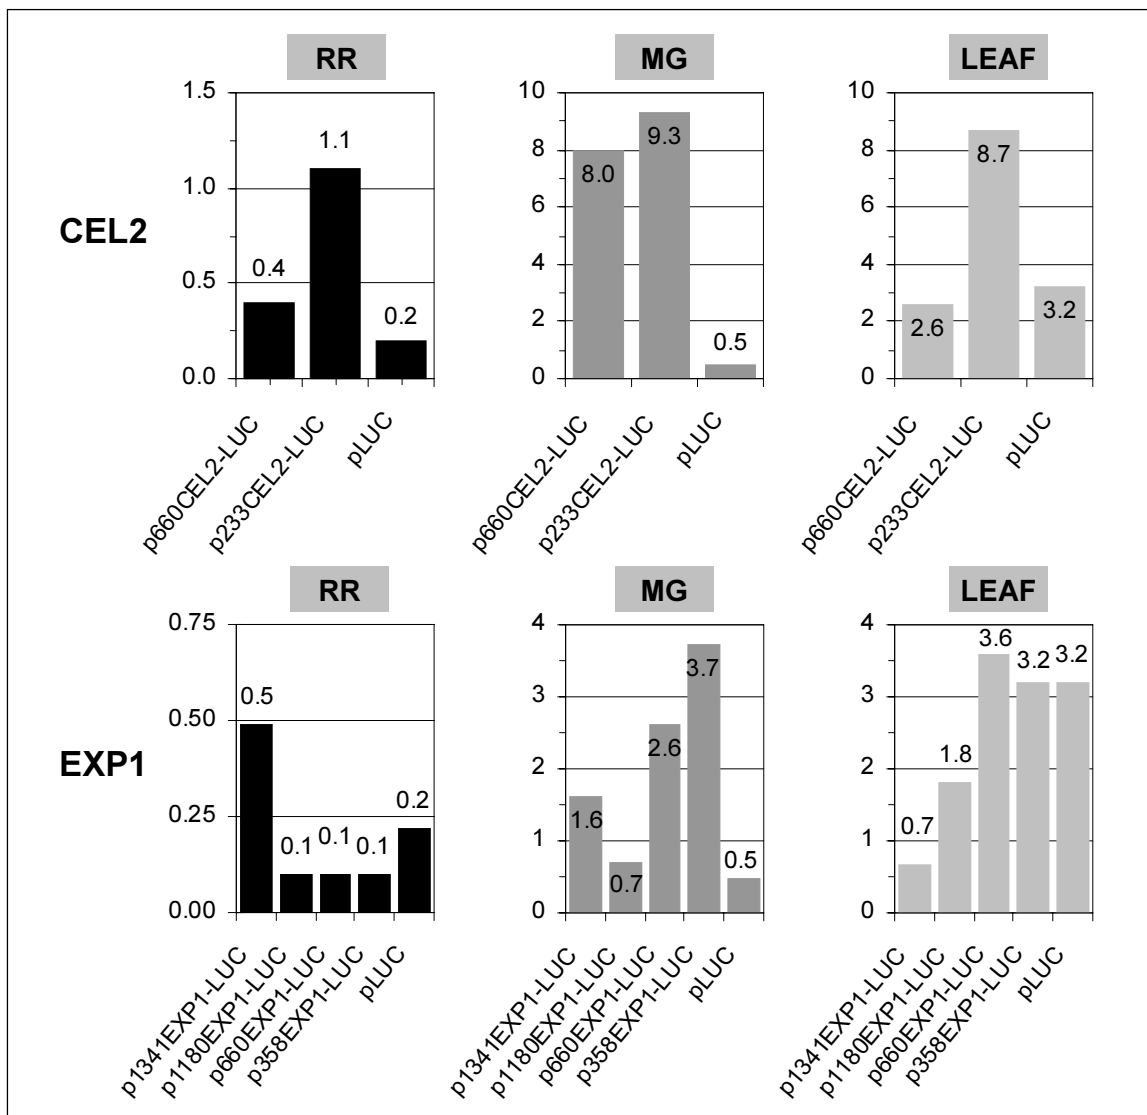 RR MG LEAF
CEL2
1.5
1.0
0.5
0.0
0.4
1.1
0.2
p660CEL2-LUC
p233CEL2-LUC
pLUC
10
8
6
4
2
0
8.0
9.3
0.5
p660CEL2-LUC
p233CEL2-LUC
pLUC
10
8
6
4
2
0
2.6
8.7
3.2
p660CEL2-LUC
p233CEL2-LUC
pLUC
RR MG LEAF
EXP1
0.75
0.50
0.25
0.00
0.5
0.1
0.1
0.1
0.2
p1341EXP1-LUC
p1180EXP1-LUC
p660EXP1-LUC
p358EXP1-LUC
pLUC
4
3
2
1
0
1.6
0.7
2.6
3.7
0.5
p1341EXP1-LUC
p1180EXP1-LUC
p660EXP1-LUC
p358EXP1-LUC
pLUC
4
3
2
1
0
0.7
1.8
3.6
3.2
3.2
p1341EXP1-LUC
p1180EXP1-LUC
p660EXP1-LUC
p358EXP1-LUC
pLUC